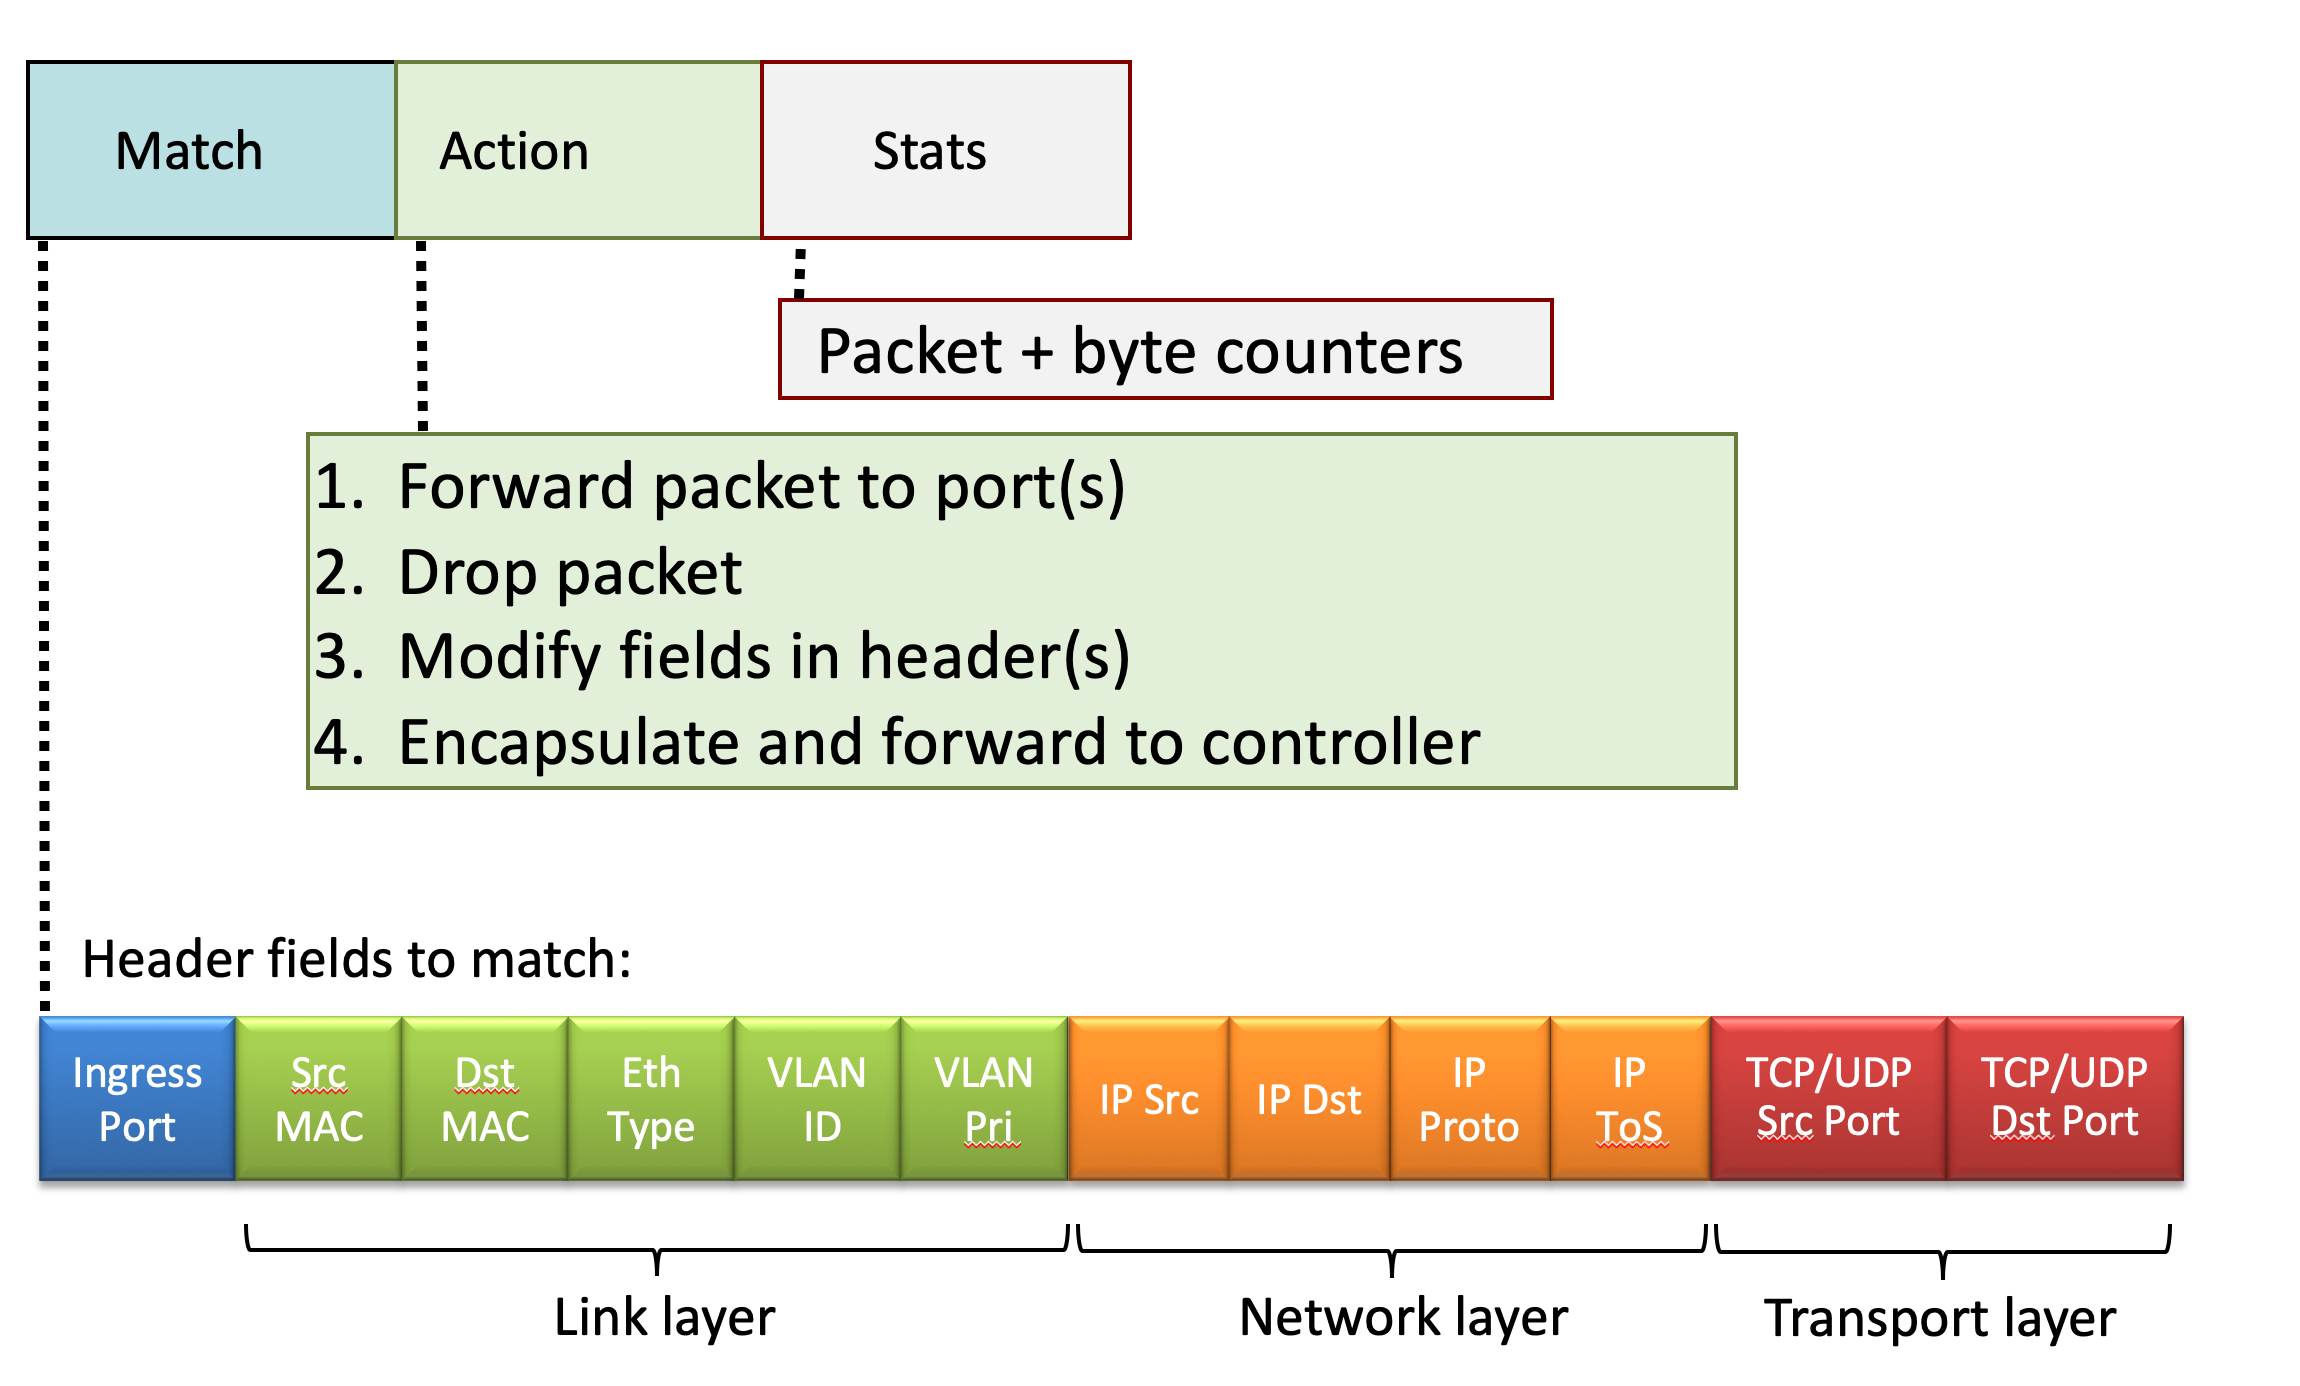 Match
Action
Stats
Packet + byte counters
1. Forward packet to port(s)
2. Drop packet
3. Modify fields in header(s)
4. Encapsulate and forward to controller
Header fields to match:
Ingress
Port
Src
MAC
Dst
MAC
Eth
Type
VLAN
ID
VLAN
Pri
IP Src
IP Dst
IP
Proto
IP
ToS
TCP/UDP
Src Port
TCP/UDP
Dst Port
Link layer
Network layer
Transport layer